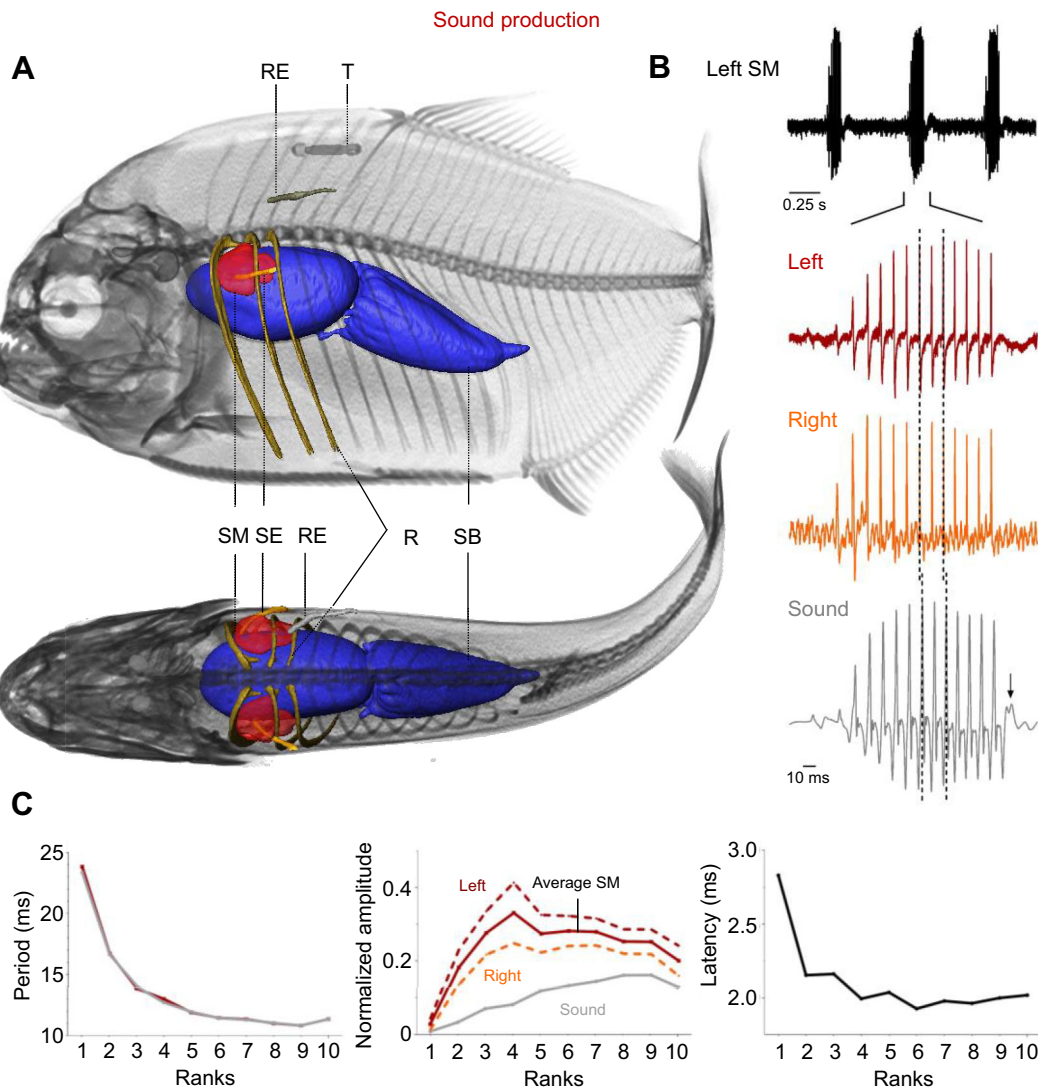 Sound production
A
RE T
SM SE RE R SB
B
Left SM
0.25 s
Left
Right
Sound
10 ms
C
25
20
15
10
Period (ms)
1 2 3 4 5 6 7 8 9 10
Ranks
0.4
0.2
0
Normalized amplitude
Left
Average SM
Right
Sound
1 2 3 4 5 6 7 8 9 10
Ranks
3.0
2.5
2.0
Latency (ms)
1 2 3 4 5 6 7 8 9 10
Ranks